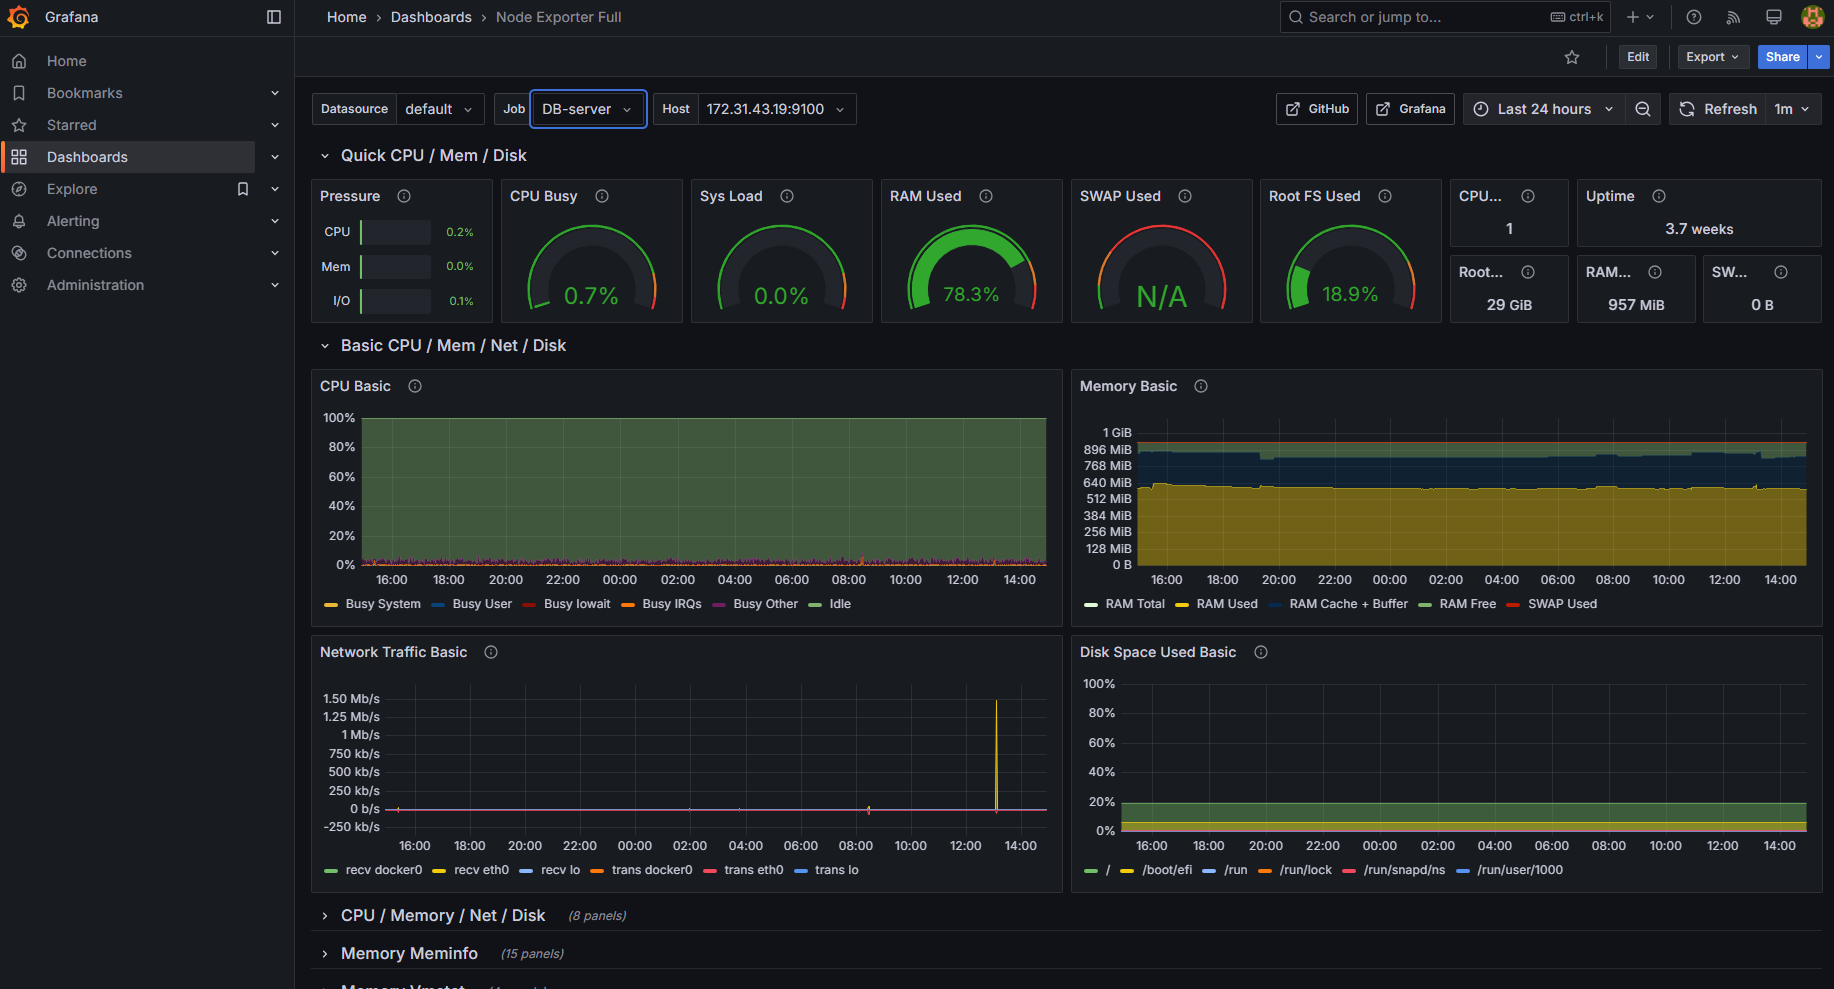 Grafana
Home › Dashboards › Node Exporter Full
Search or jump to... ctrl+k
Home
Bookmarks
Starred
Dashboards
Explore
Alerting
Connections
Administration
Edit Export Share
Datasource default Job DB-server Host 172.31.43.19:9100
GitHub Grafana Last 24 hours Refresh 1m
Quick CPU / Mem / Disk
Pressure
CPU 0.2%
Mem 0.0%
I/O 0.1%
CPU Busy
0.7%
Sys Load
0.0%
RAM Used
78.3%
SWAP Used
N/A
Root FS Used
18.9%
CPU...
1
Uptime
3.7 weeks
Root...
29 GiB
RAM...
957 MiB
SW...
0 B
Basic CPU / Mem / Net / Disk
CPU Basic
100%
80%
60%
40%
20%
0%
16:00 18:00 20:00 22:00 00:00 02:00 04:00 06:00 08:00 10:00 12:00 14:00
Busy System Busy User Busy Iowait Busy IRQs Busy Other Idle
Memory Basic
1 GiB
896 MiB
768 MiB
640 MiB
512 MiB
384 MiB
256 MiB
128 MiB
0 B
16:00 18:00 20:00 22:00 00:00 02:00 04:00 06:00 08:00 10:00 12:00 14:00
RAM Total RAM Used RAM Cache + Buffer RAM Free SWAP Used
Network Traffic Basic
1.50 Mb/s
1.25 Mb/s
1 Mb/s
750 kb/s
500 kb/s
250 kb/s
0 b/s
-250 kb/s
16:00 18:00 20:00 22:00 00:00 02:00 04:00 06:00 08:00 10:00 12:00 14:00
recv docker0 recv eth0 recv lo trans docker0 trans eth0 trans lo
Disk Space Used Basic
100%
80%
60%
40%
20%
0%
16:00 18:00 20:00 22:00 00:00 02:00 04:00 06:00 08:00 10:00 12:00 14:00
/ /boot/efi /run /run/lock /run/snapd/ns /run/user/1000
CPU / Memory / Net / Disk (8 panels)
Memory Meminfo (15 panels)
Memory Vmstat